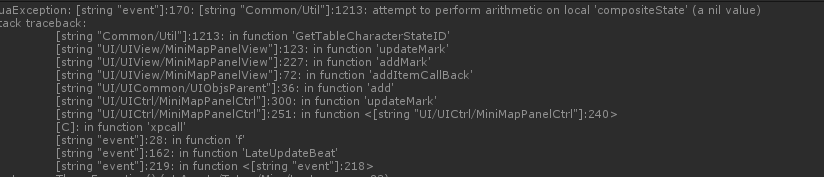 uaException: [string "event"]:170: [string "Common/Util"]:1213: attempt to perform arithmetic on local 'compositeState' (a nil value)
tack traceback:
[string "Common/Util"]:1213: in function 'GetTableCharacterStateID'
[string "UI/UIView/MiniMapPanelView"]:123: in function 'updateMark'
[string "UI/UIView/MiniMapPanelView"]:227: in function 'addMark'
[string "UI/UIView/MiniMapPanelView"]:72: in function 'addItemCallBack'
[string "UI/UICommon/UIObjsParent"]:36: in function 'add'
[string "UI/UICtrl/MiniMapPanelCtrl"]:300: in function 'updateMark'
[string "UI/UICtrl/MiniMapPanelCtrl"]:251: in function <[string "UI/UICtrl/MiniMapPanelCtrl"]:240>
[C]: in function 'xpcall'
[string "event"]:28: in function 'f'
[string "event"]:162: in function 'LateUpdateBeat'
[string "event"]:219: in function <[string "event"]:218>